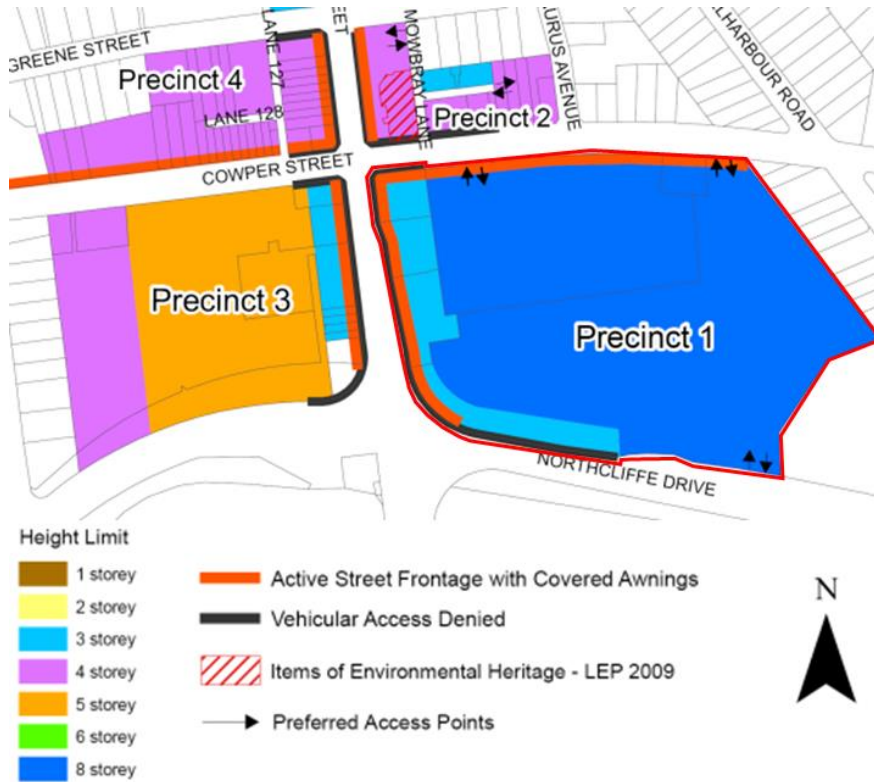 GREENE STREET
LANE 127
Precinct 4
LANE 128
MOWBRAY LANE
Precinct 2
COWPER STREET
Precinct 3
Precinct 1
NORTHCLIFFE DRIVE
Height Limit
1 storey
2 storey
3 storey
4 storey
5 storey
6 storey
8 storey
Active Street Frontage with Covered Awnings
Vehicular Access Denied
Items of Environmental Heritage - LEP 2009
Preferred Access Points
N